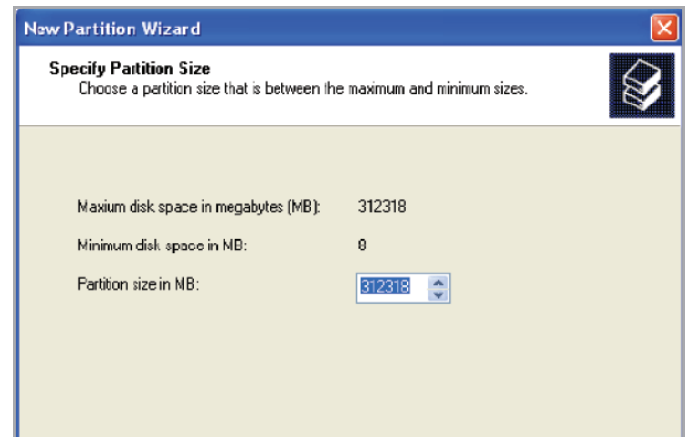 New Partition Wizard
Specify Partition Size
Choose a partition size that is between the maximum and minimum sizes.
Maxium disk space in megabytes (MB): 312318
Minimum disk space in MB: 8
Partition size in MB: 312318